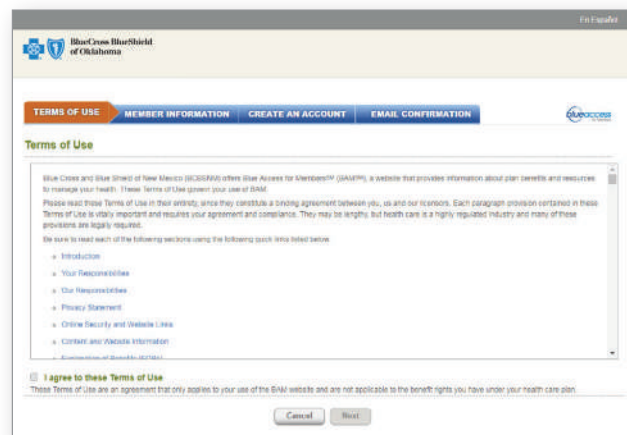 En Español
BlueCross BlueShield
of Oklahoma
TERMS OF USE MEMBER INFORMATION CREATE AN ACCOUNT EMAIL CONFIRMATION
blueaccess
Terms of Use
Blue Cross and Blue Shield of New Mexico (BCBSNM) offers Blue Access for Members℠ (BAM℠), a website that provides information about plan benefits and resources
to manage your health. These Terms of Use govern your use of BAM.
Please read these Terms of Use in their entirety, since they constitute a binding agreement between you, us and our licensors. Each paragraph provision contained in these
Terms of Use is vitally important and requires your agreement and compliance. They may be lengthy, but health care is a highly regulated industry and many of these
provisions are legally required.
Be sure to read each of the following sections using the following quick links listed below
Introduction
Your Responsibilities
Our Responsibilities
Privacy Statement
Online Security and Website Links
Content and Website Information
I agree to these Terms of Use
These Terms of Use are an agreement that only applies to your use of the BAM website and are not applicable to the benefit rights you have under your health care plan.
Cancel Next